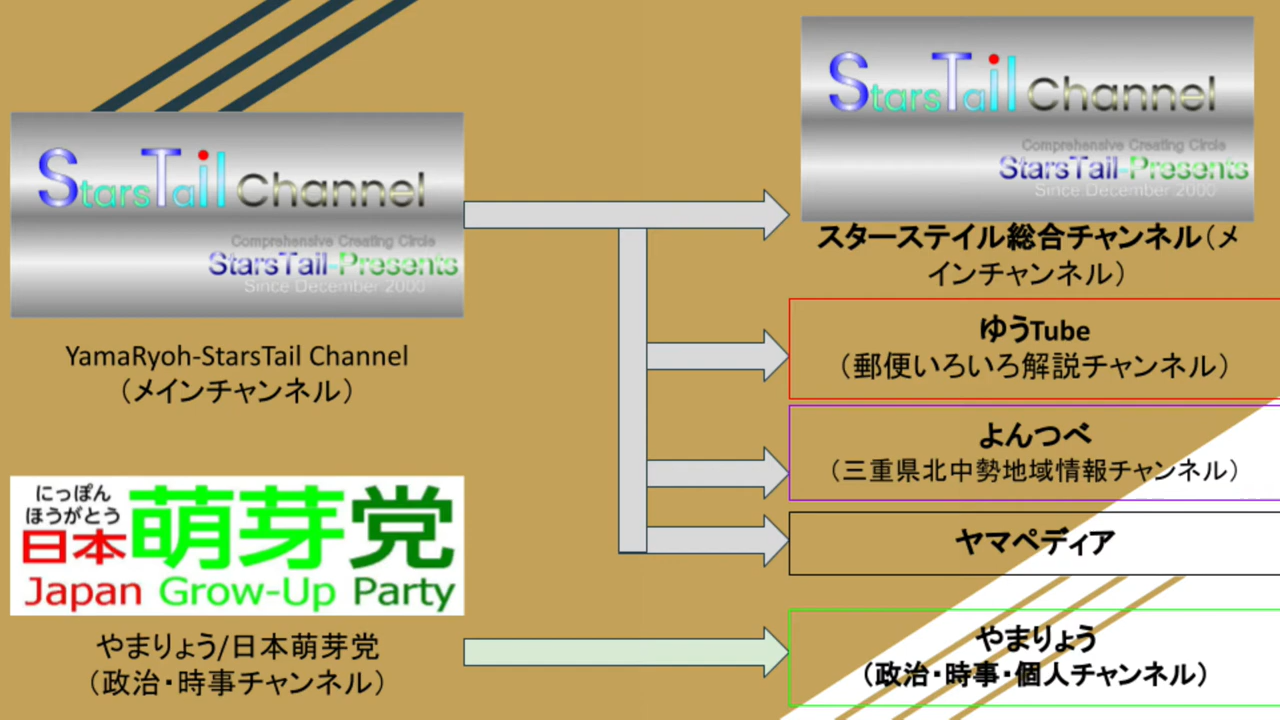 StarsTail Channel
Comprehensive Creating Circle
StarsTail-Presents
Since December 2000
YamaRyoh-StarsTail Channel
（メインチャンネル）
にっぽん
ほうがとう
日本萌芽党
Japan Grow-Up Party
やまりょう/日本萌芽党
（政治・時事チャンネル）
StarsTail Channel
Comprehensive Creating Circle
StarsTail-Presents
Since December 2000
スターステイル総合チャンネル（メ
インチャンネル）
ゆうTube
（郵便いろいろ解説チャンネル）
よんつべ
（三重県北中勢地域情報チャンネル）
ヤマペディア
やまりょう
（政治・時事・個人チャンネル）